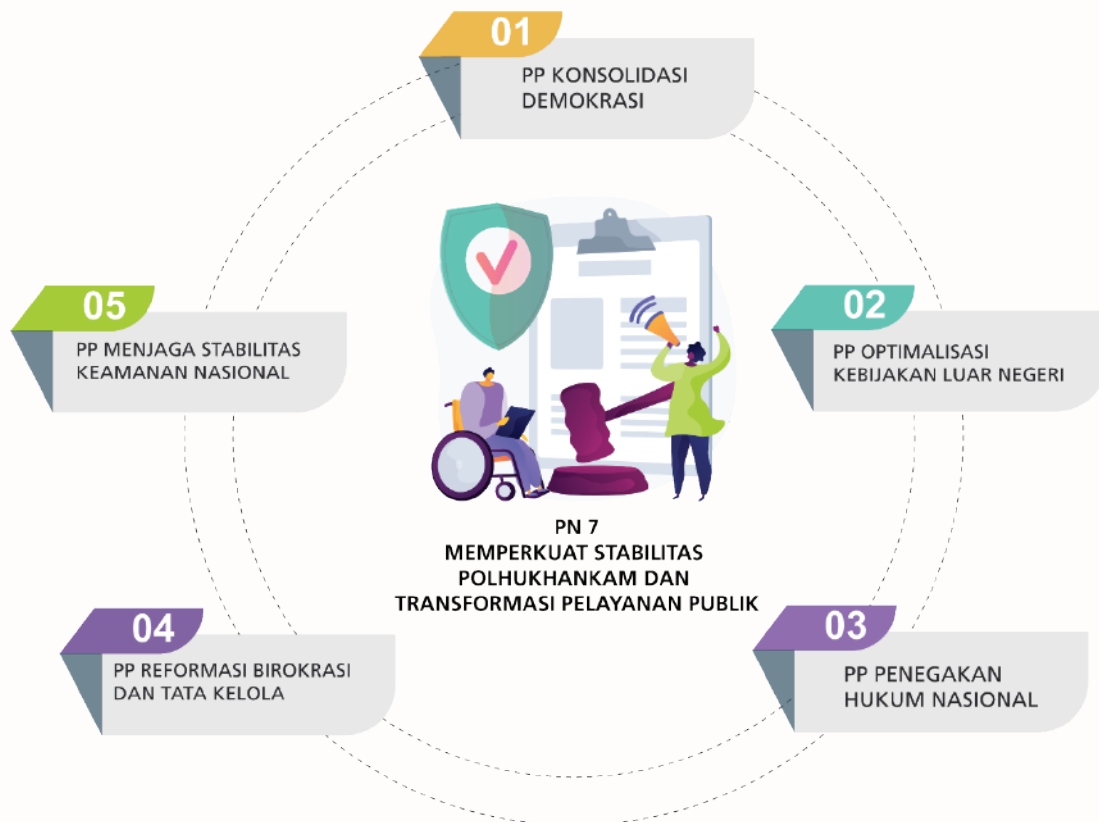 01
PP KONSOLIDASI
DEMOKRASI
02
PP OPTIMALISASI
KEBIJAKAN LUAR NEGERI
03
PP PENEGAKAN
HUKUM NASIONAL
04
PP REFORMASI BIROKRASI
DAN TATA KELOLA
05
PP MENJAGA STABILITAS
KEAMANAN NASIONAL
PN 7
MEMPERKUAT STABILITAS
POLHUKHANKAM DAN
TRANSFORMASI PELAYANAN PUBLIK